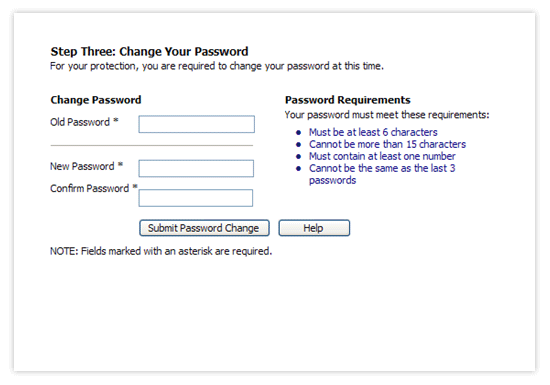 Step Three: Change Your Password
For your protection, you are required to change your password at this time.
Change Password
Old Password *
New Password *
Confirm Password *
Password Requirements
Your password must meet these requirements:
• Must be at least 6 characters
• Cannot be more than 15 characters
• Must contain at least one number
• Cannot be the same as the last 3
passwords
Submit Password Change
Help
NOTE: Fields marked with an asterisk are required.